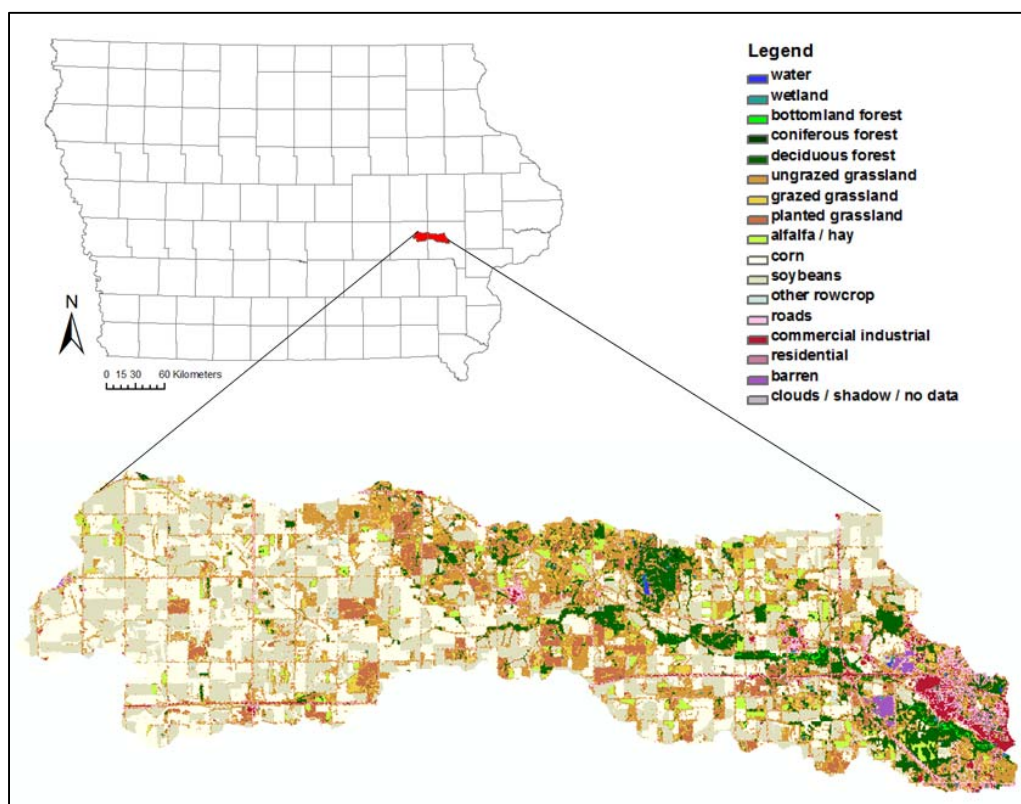 Legend
water
wetland
bottomland forest
coniferous forest
deciduous forest
ungrazed grassland
grazed grassland
planted grassland
alfalfa / hay
corn
soybeans
other rowcrop
roads
commercial industrial
residential
barren
clouds / shadow / no data
N
0 15 30 60 Kilometers